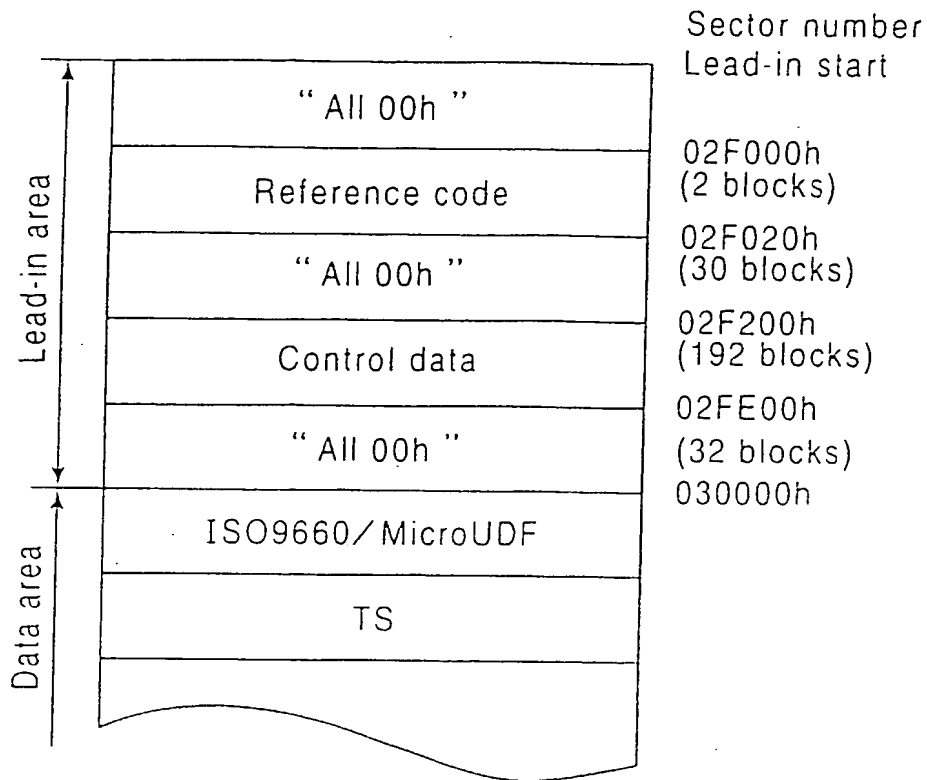 Sector number
Lead-in start
“ All 00h ”
02F000h
(2 blocks)
Reference code
02F020h
(30 blocks)
“ All 00h ”
02F200h
(192 blocks)
Control data
02FE00h
(32 blocks)
“ All 00h ”
030000h
ISO9660/MicroUDF
TS
Lead-in area
Data area